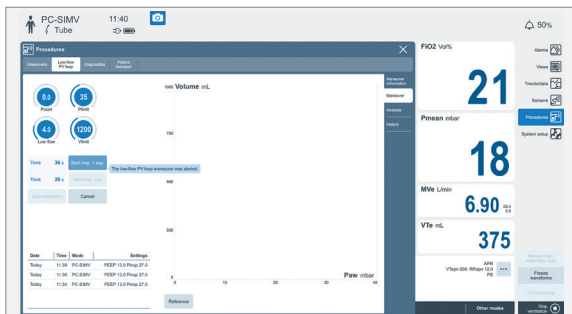 PC-SIMV
Tube
11:40
50%
Procedures
Maneuvers
Low-flow
PV loop
Diagnostics
Patient
transport
0.0
Pstart
35
Plimit
4.0
Low flow
1200
Vlimit
Tinsp
Texp
36 s
26 s
Start insp. + exp.
Start insp. only
The low-flow PV loop maneuver was started.
Cancel
1000 Volume mL
750
500
250
0
10
20
30
40
Paw mbar
Reference
Date Time Mode Settings
Today 11:38 PC-SIMV PEEP 13.0 Pinsp 27.0
Today 11:36 PC-SIMV PEEP 13.0 Pinsp 27.0
Today 11:34 PC-SIMV PEEP 13.0 Pinsp 27.0
Maneuver
information
Maneuver
Analysis
History
FIO2 Vol%
21
Pmean mbar
18
MVe L/min
6.90
VTe mL
375
APN
VTapn 500 RRapn 12.0
PS
Other modes
Alarms
Views
Trends/data
Sensors
Procedures
System setup
Freeze
waveforms
Stop
ventilation